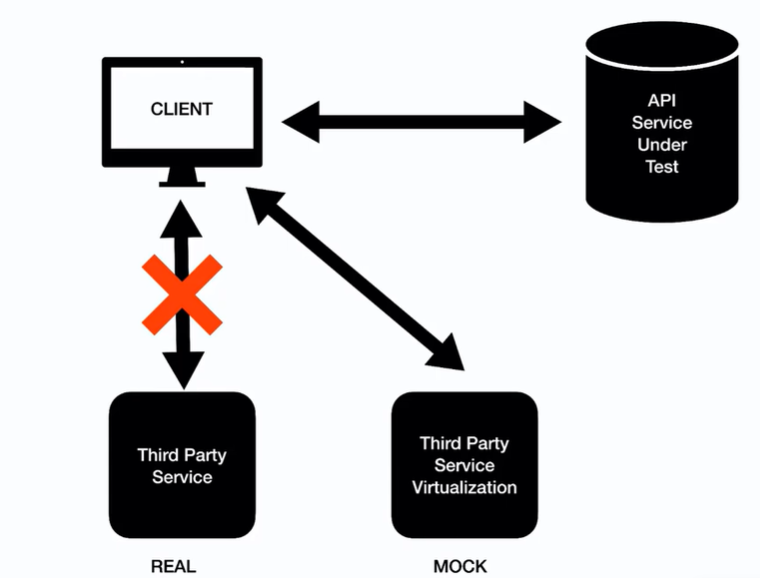 CLIENT
API
Service
Under
Test
Third Party
Service
Third Party
Service
Virtualization
REAL
MOCK